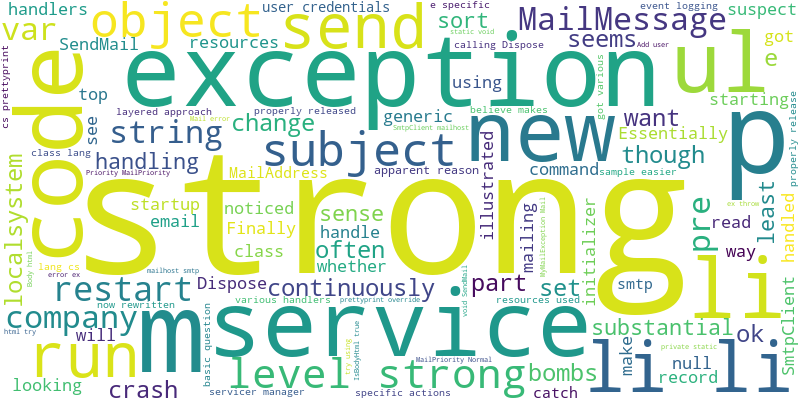 handlers
user credentials
e specific
event logging
suspect
var
object
send
MailMessage
static void
SendMail
resources
sort
seems
calling Dispose
Add user
got
e
cs prettyprint
code
exception
ul
top
using
got various
starting
layered approach
properly released
Mail error
believe makes
see
string
change
generic
SmtpClient mailhost
new
want
Essentially
p
properly release
class lang
handling
subject
though
Priority MailPriority
MailAddress
apparent reason
command
sample easier
illustrated
localsystem
strong
startup
noticed
sense
email
Finally
handle
class
often
whether
mailing
MyMailException Mail
initializer
pre
least
read
way
handled
ex throw
lang cs
Body html
error ex
mailhost smtp
Dispose
restart
continuously
part
set
smtp
li
SmtpClient
now rewritten
various handlers
prettyprint override
void SendMail
resources used
company
m
service
substantial
ok
will
make
null
html try
run
basic question
try using
IsBodyHtml true
MailPriority Normal
private static
looking
crash
level
strong
bombs
li
li
record
servicer manager
specific actions
catch